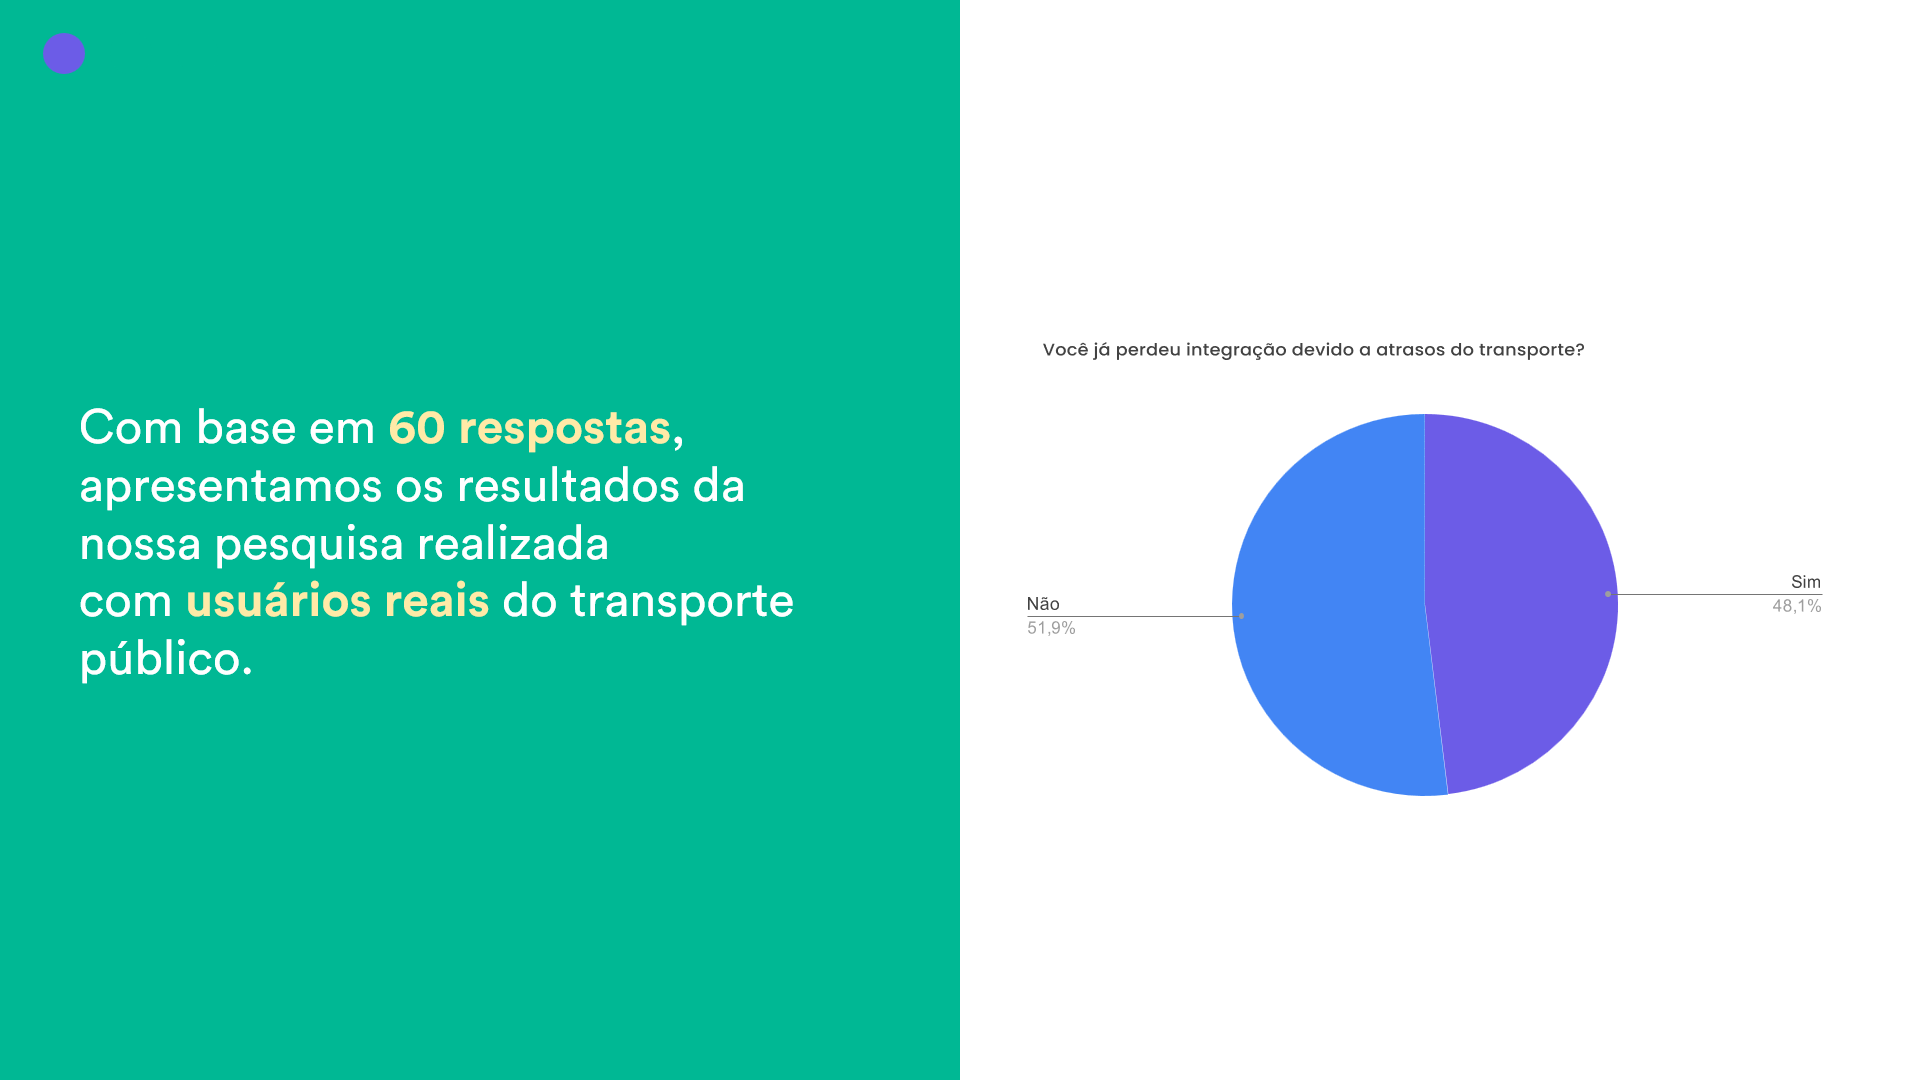 Com base em 60 respostas,
apresentamos os resultados da
nossa pesquisa realizada
com usuários reais do transporte
público.
Você já perdeu integração devido a atrasos do transporte?
Não
51,9%
Sim
48,1%